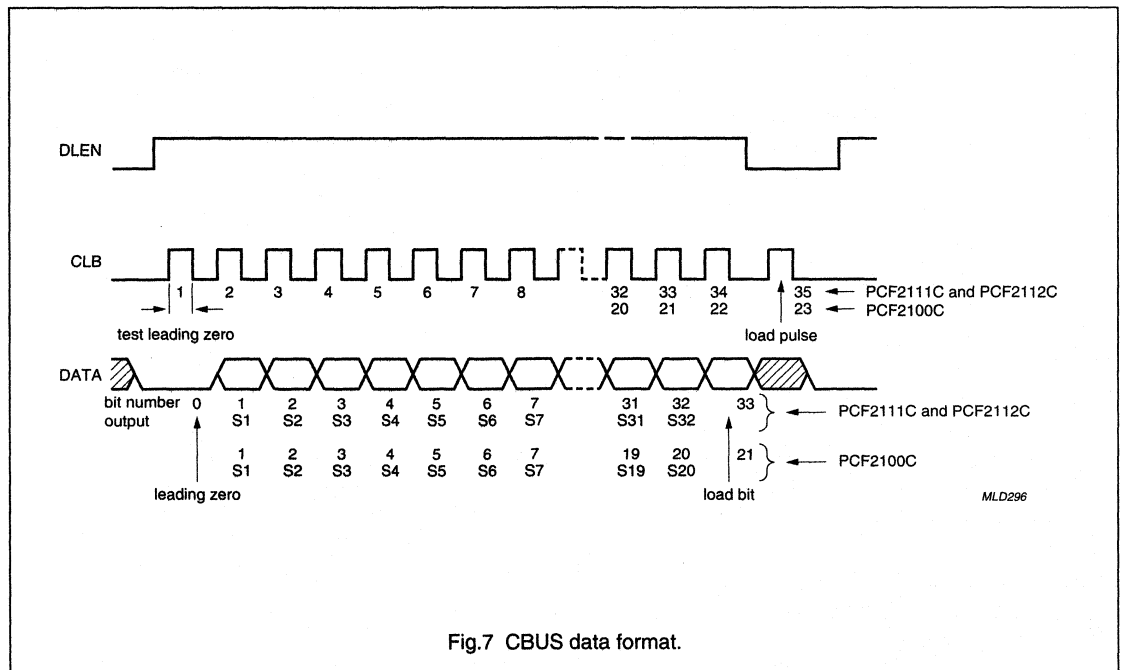 DLEN
CLB
1 2 3 4 5 6 7 8 32 33 34 35 PCF2111C and PCF2112C
20 21 22 23 PCF2100C
test leading zero load pulse
DATA
bit number 0 1 2 3 4 5 6 7 31 32 33 PCF2111C and PCF2112C
output S1 S2 S3 S4 S5 S6 S7 S31 S32
1 2 3 4 5 6 7 19 20 21 PCF2100C
S1 S2 S3 S4 S5 S6 S7 S19 S20
leading zero load bit MLD296
Fig.7 CBUS data format.